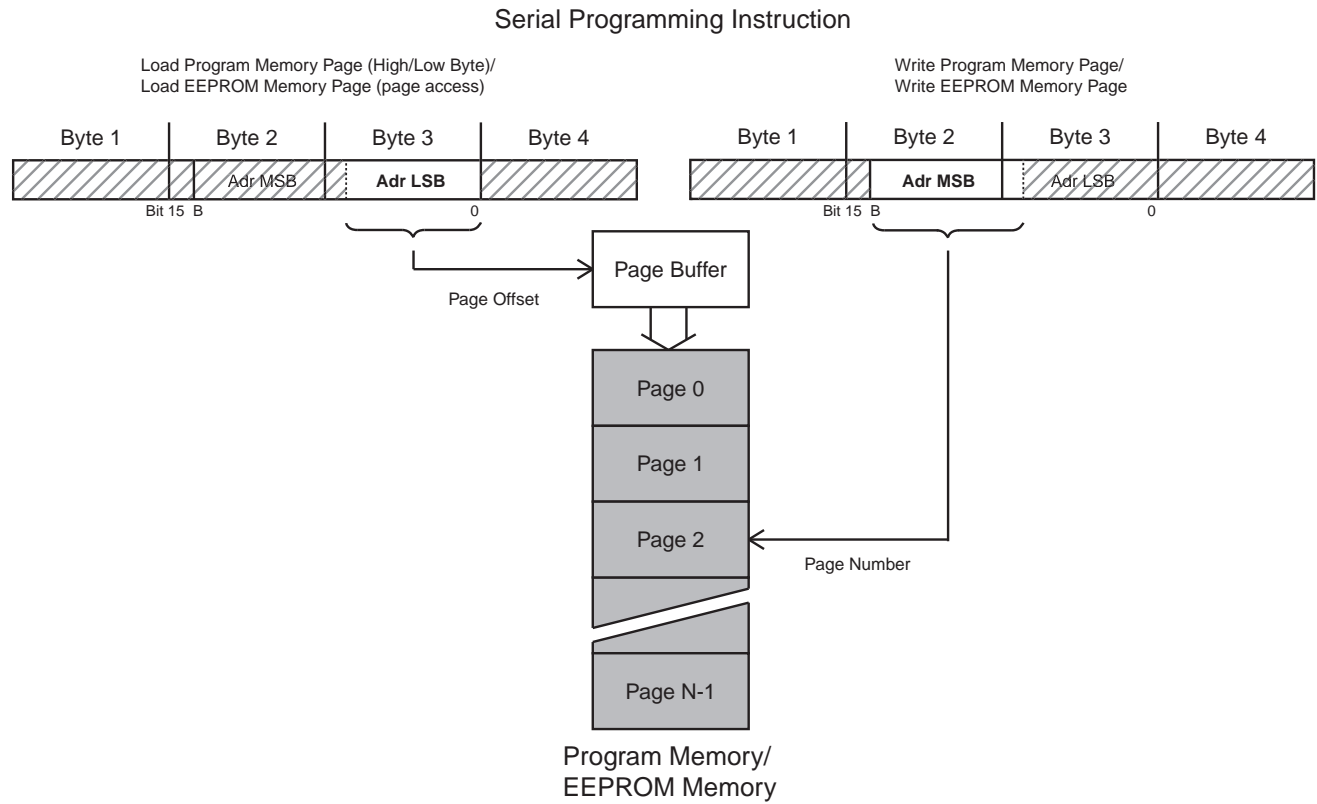 Serial Programming Instruction
Load Program Memory Page (High/Low Byte)/
Load EEPROM Memory Page (page access)
Write Program Memory Page/
Write EEPROM Memory Page
Byte 1 Byte 2 Byte 3 Byte 4
Byte 1 Byte 2 Byte 3 Byte 4
Adr MSB Adr LSB
Adr MSB Adr LSB
Bit 15 B 0
Bit 15 B 0
Page Buffer
Page Offset
Page 0
Page 1
Page 2
Page Number
Page N-1
Program Memory/
EEPROM Memory